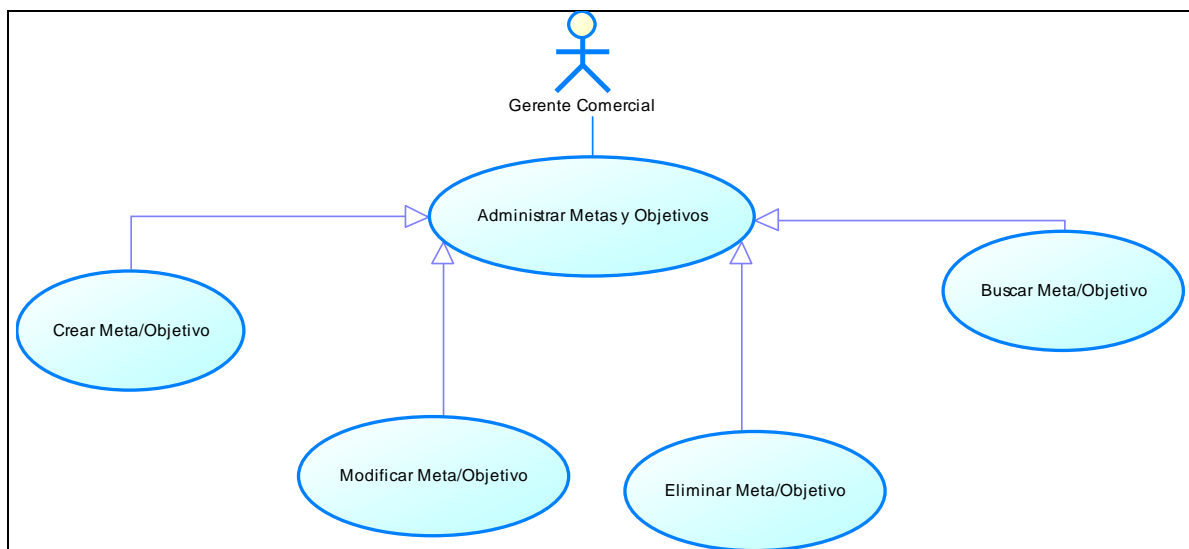 Gerente Comercial
Administrar Metas y Objetivos
Buscar Meta/Objetivo
Crear Meta/Objetivo
Modificar Meta/Objetivo
Eliminar Meta/Objetivo